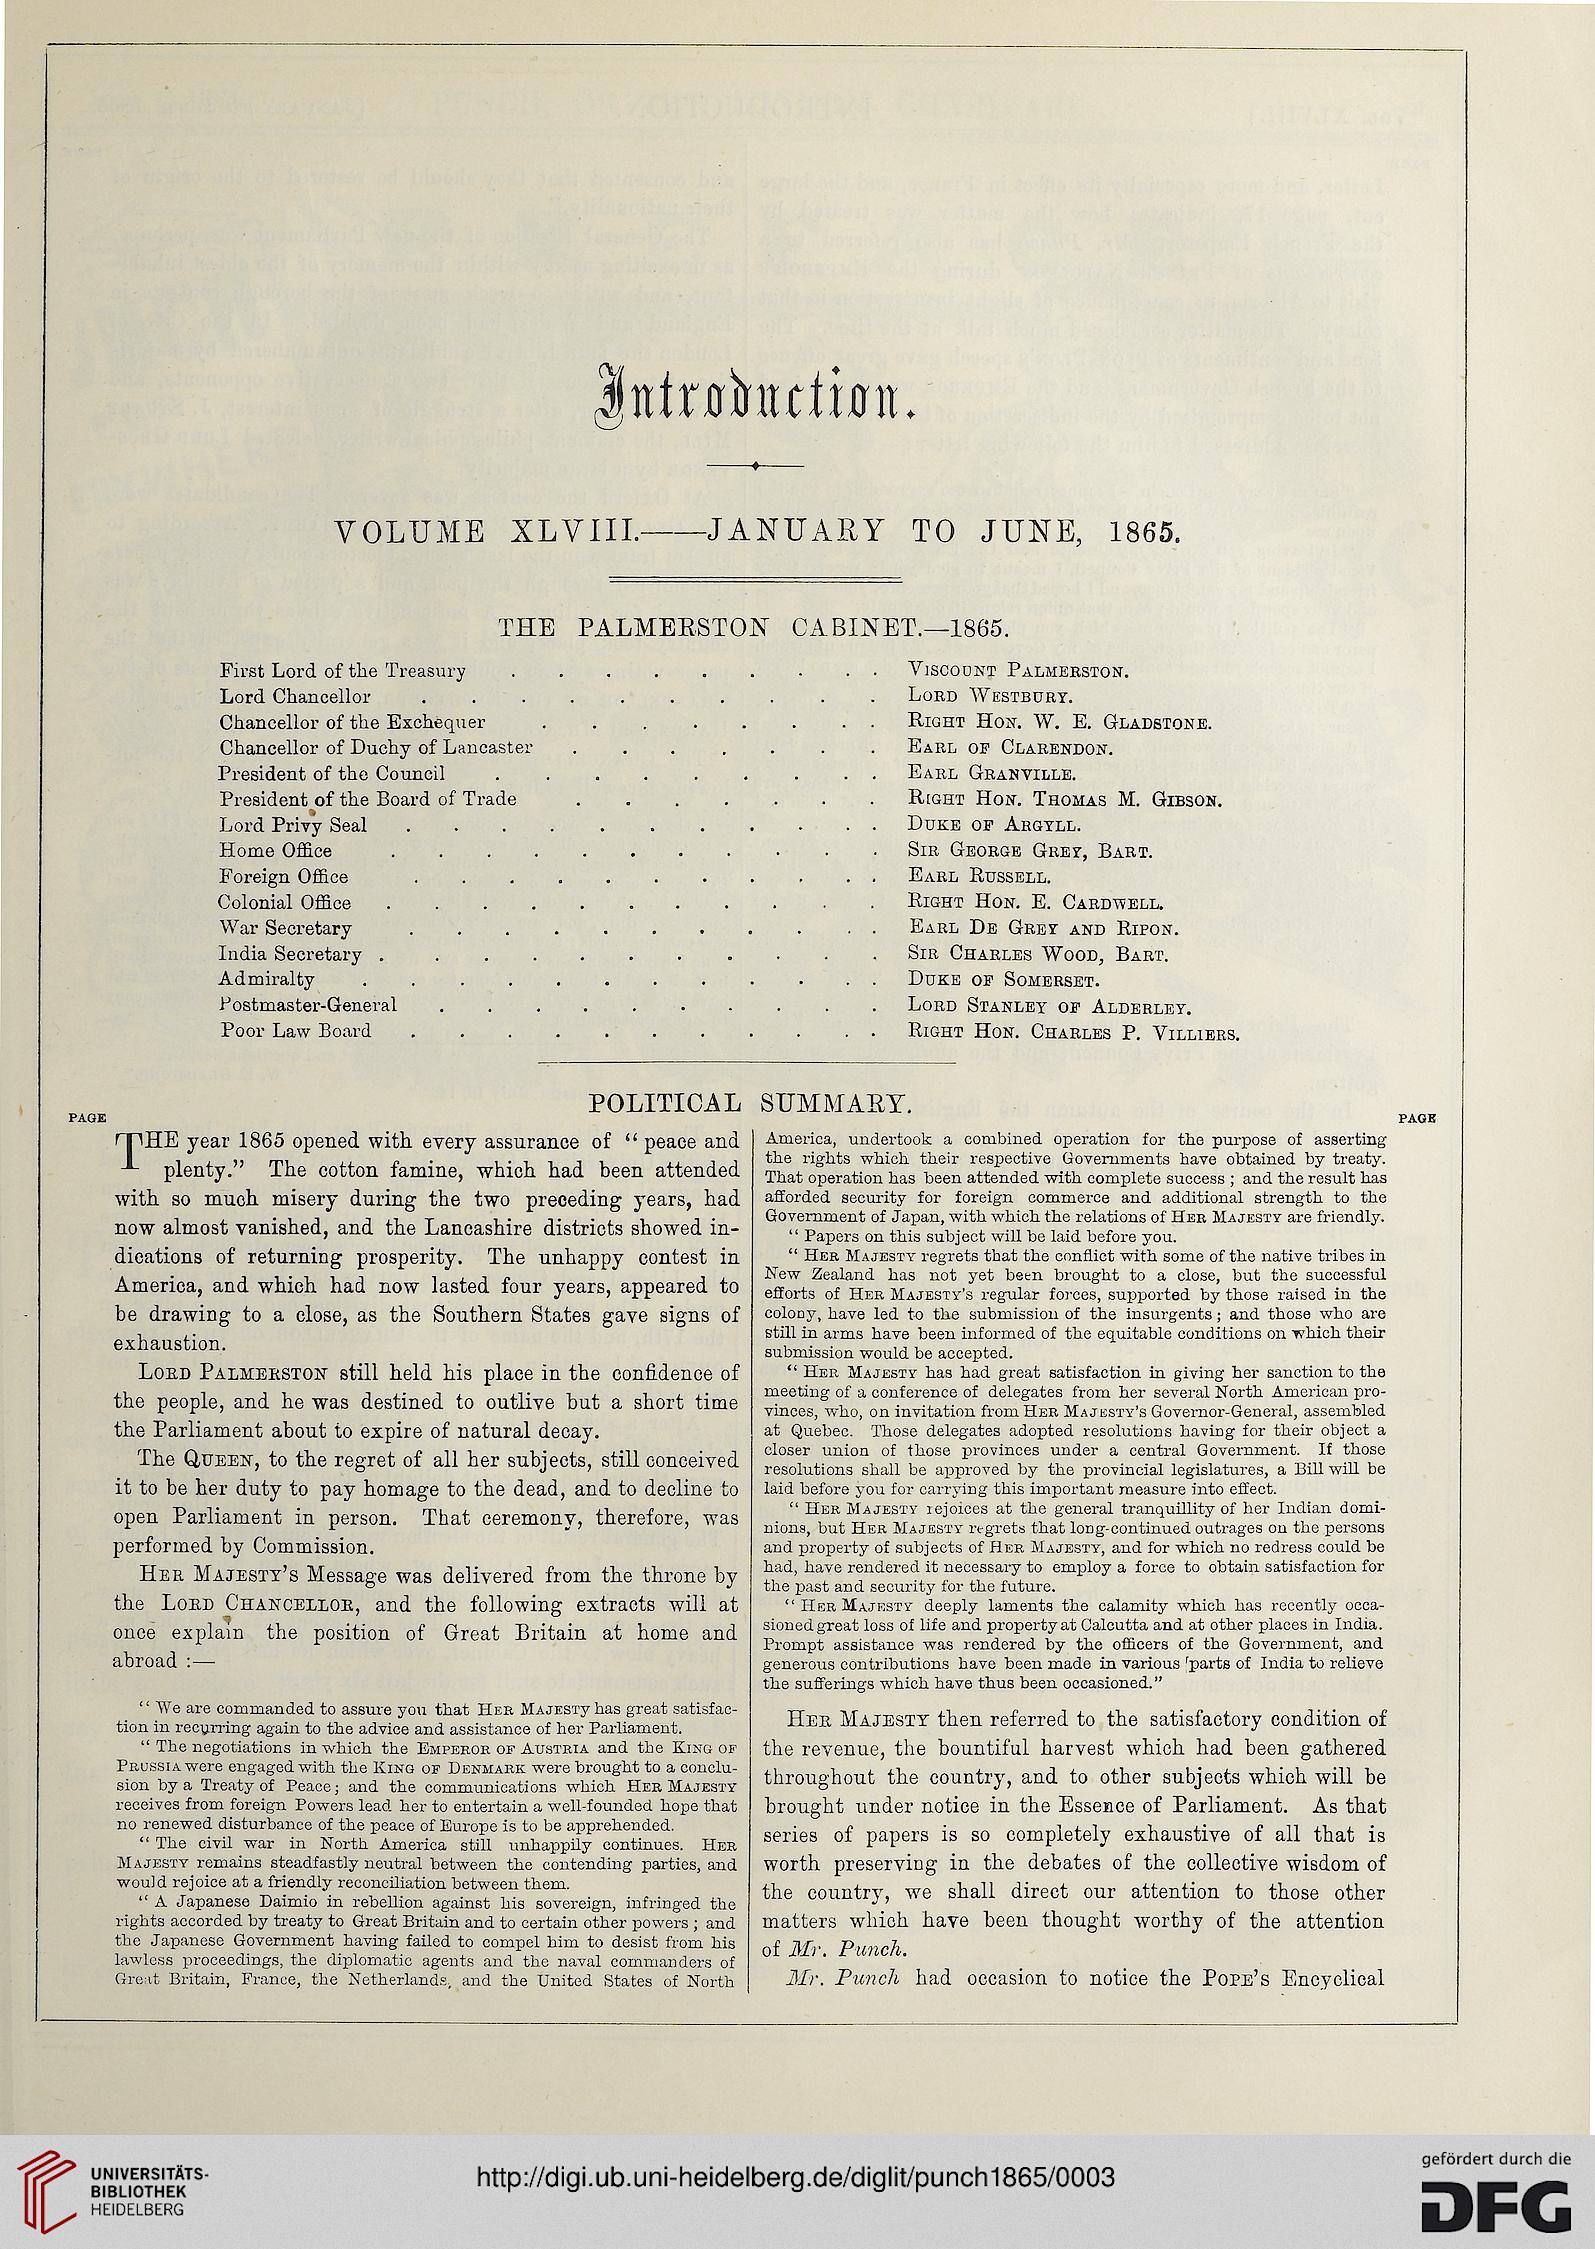 Introduction.
VOLUME XLVIII.——JANUARY TO JUNE, 1865.
THE PALMERSTON CABINET.—1865.
First Lord of the Treasury . . . . . . . . . VISCOUNT PALMERSTON.
Lord Chancellor . . . . . . . . . . LORD WESTBURY.
Chancellor of the Exchequer . . . . . . . . RIGHT HON. W. E. GLADSTONE.
Chancellor of Duchy of Lancaster . . . . . . . EARL OF CLARENDON.
President of the Council . . . . . . . . . EARL GRANVILLE.
President of the Board of Trade . . . . . . . RIGHT HON. THOMAS M. GIBSON.
Lord Privy Seal . . . . . . . . . . . DUKE OF ARGYLL.
Home Office . . . . . . . . . . . SIR GEORGE GREY, BART.
Foreign Office . . . . . . . . . . . EARL RUSSELL.
Colonial Office . . . . . . . . . . . RIGHT HON. E. CARDWELL.
War Secretary . . . . . . . . . . . EARL DE GREY AND RIPON.
India Secretary . . . . . . . . . . . SIR CHARLES WOOD, BART.
Admiralty . . . . . . . . . . . . DUKE OF SOMERSET.
Postmaster-General . . . . . . . . . . LORD STANLEY OF ALDERLEY.
Poor Law Board . . . . . . . . . . . RIGHT HON. CHARLES P. VILLIERS.
POLITICAL SUMMARY.
PAGE
THE year 1865 opened with every assurance of “peace and
plenty.” The cotton famine, which had been attended
with so much misery during the two preceding years, had
now almost vanished, and the Lancashire districts showed in-
dications of returning prosperity. The unhappy contest in
America, and which had now lasted four years, appeared to
be drawing to a close, as the Southern States gave signs of
exhaustion.
LORD PALMERSTON still held his place in the confidence of
the people, and he was destined to outlive but a short time
the Parliament about to expire of natural decay.
The QUEEN, to the regret of all her subjects, still conceived
it to be her duty to pay homage to the dead, and to decline to
open Parliament in person. That ceremony, therefore, was
performed by Commission.
HER MAJESTY’S Message was delivered from the throne by
the LORD CHANCELLOR, and the following extracts will at
once explain the position of Great Britain at home and
abroad :—
“We are commanded to assure you that HER MAJESTY has great satisfac-
tion in recurring again to the advice and assistance of her Parliament.
“The negotiations in which the EMPEROR OF AUSTRIA and the KING OF
PRUSSIA were engaged with the KING OF DENMARK were brought to a conclu-
sion by a Treaty of Peace; and the communications which HER MAJESTY
receives from foreign Powers lead her to entertain a well-founded hope that
no renewed disturbance of the peace of Europe is to be apprehended.
“The civil war in North America still unhappily continues. HER
MAJESTY remains steadfastly neutral between the contending parties, and
would rejoice at a friendly reconciliation between them.
“A Japanese Daimio in rebellion against his sovereign, infringed the
rights accorded by treaty to Great Britain and to certain other powers ; and
the Japanese Government having failed to compel him to desist from his
lawless proceedings, the diplomatic agents and the naval commanders of
Great Britain, France, the Netherlands, and the United States of North
PAGE
America, undertook a combined operation for the purpose of asserting
the rights which their respective Governments have obtained by treaty.
That operation has been attended with complete success ; and the result has
afforded security for foreign commerce and additional strength to the
Government of Japan, with which the relations of HER MAJESTY are friendly.
“Papers on this subject will be laid before you.
“HER MAJESTY regrets that the conflict with some of the native tribes in
New Zealand has not yet been brought to a close, but the successful
efforts of HER MAJESTY’S regular forces, supported by those raised in the
colony, have led to the submission of the insurgents; and those who are
still in arms have been informed of the equitable conditions on which their
submission would be accepted.
“HER MAJESTY has had great satisfaction in giving her sanction to the
meeting of a conference of delegates from her several North American pro-
vinces, who, on invitation from HER MAJESTY’S Governor-General, assembled
at Quebec. Those delegates adopted resolutions having for their object a
closer union of those provinces under a central Government. If those
resolutions shall be approved by the provincial legislatures, a Bill will be
laid before you for carrying this important measure into effect.
“HER MAJESTY rejoices at the general tranquillity of her Indian domi-
nions, but HER MAJESTY regrets that long-continued outrages on the persons
and property of subjects of HER MAJESTY, and for which no redress could be
had, have rendered it necessary to employ a force to obtain satisfaction for
the past and security for the future.
“HER MAJESTY deeply laments the calamity which has recently occa-
sioned great loss of life and property at Calcutta and at other places in India.
Prompt assistance was rendered by the officers of the Government, and
generous contributions have been made in various parts of India to relieve
the sufferings which have thus been occasioned.”
HER MAJESTY then referred to the satisfactory condition of
the revenue, the bountiful harvest which had been gathered
throughout the country, and to other subjects which will be
brought under notice in the Essence of Parliament. As that
series of papers is so completely exhaustive of all that is
worth preserving in the debates of the collective wisdom of
the country, we shall direct our attention to those other
matters which have been thought worthy of the attention
of Mr. Punch.
Mr. Punch had occasion to notice the POPE’S Encyclical
UNIVERSITÄTS-
BIBLIOTHEK
HEIDELBERG
http://digi.ub.uni-heidelberg.de/diglit/punch1865/0003
gefördert durch die
DFG